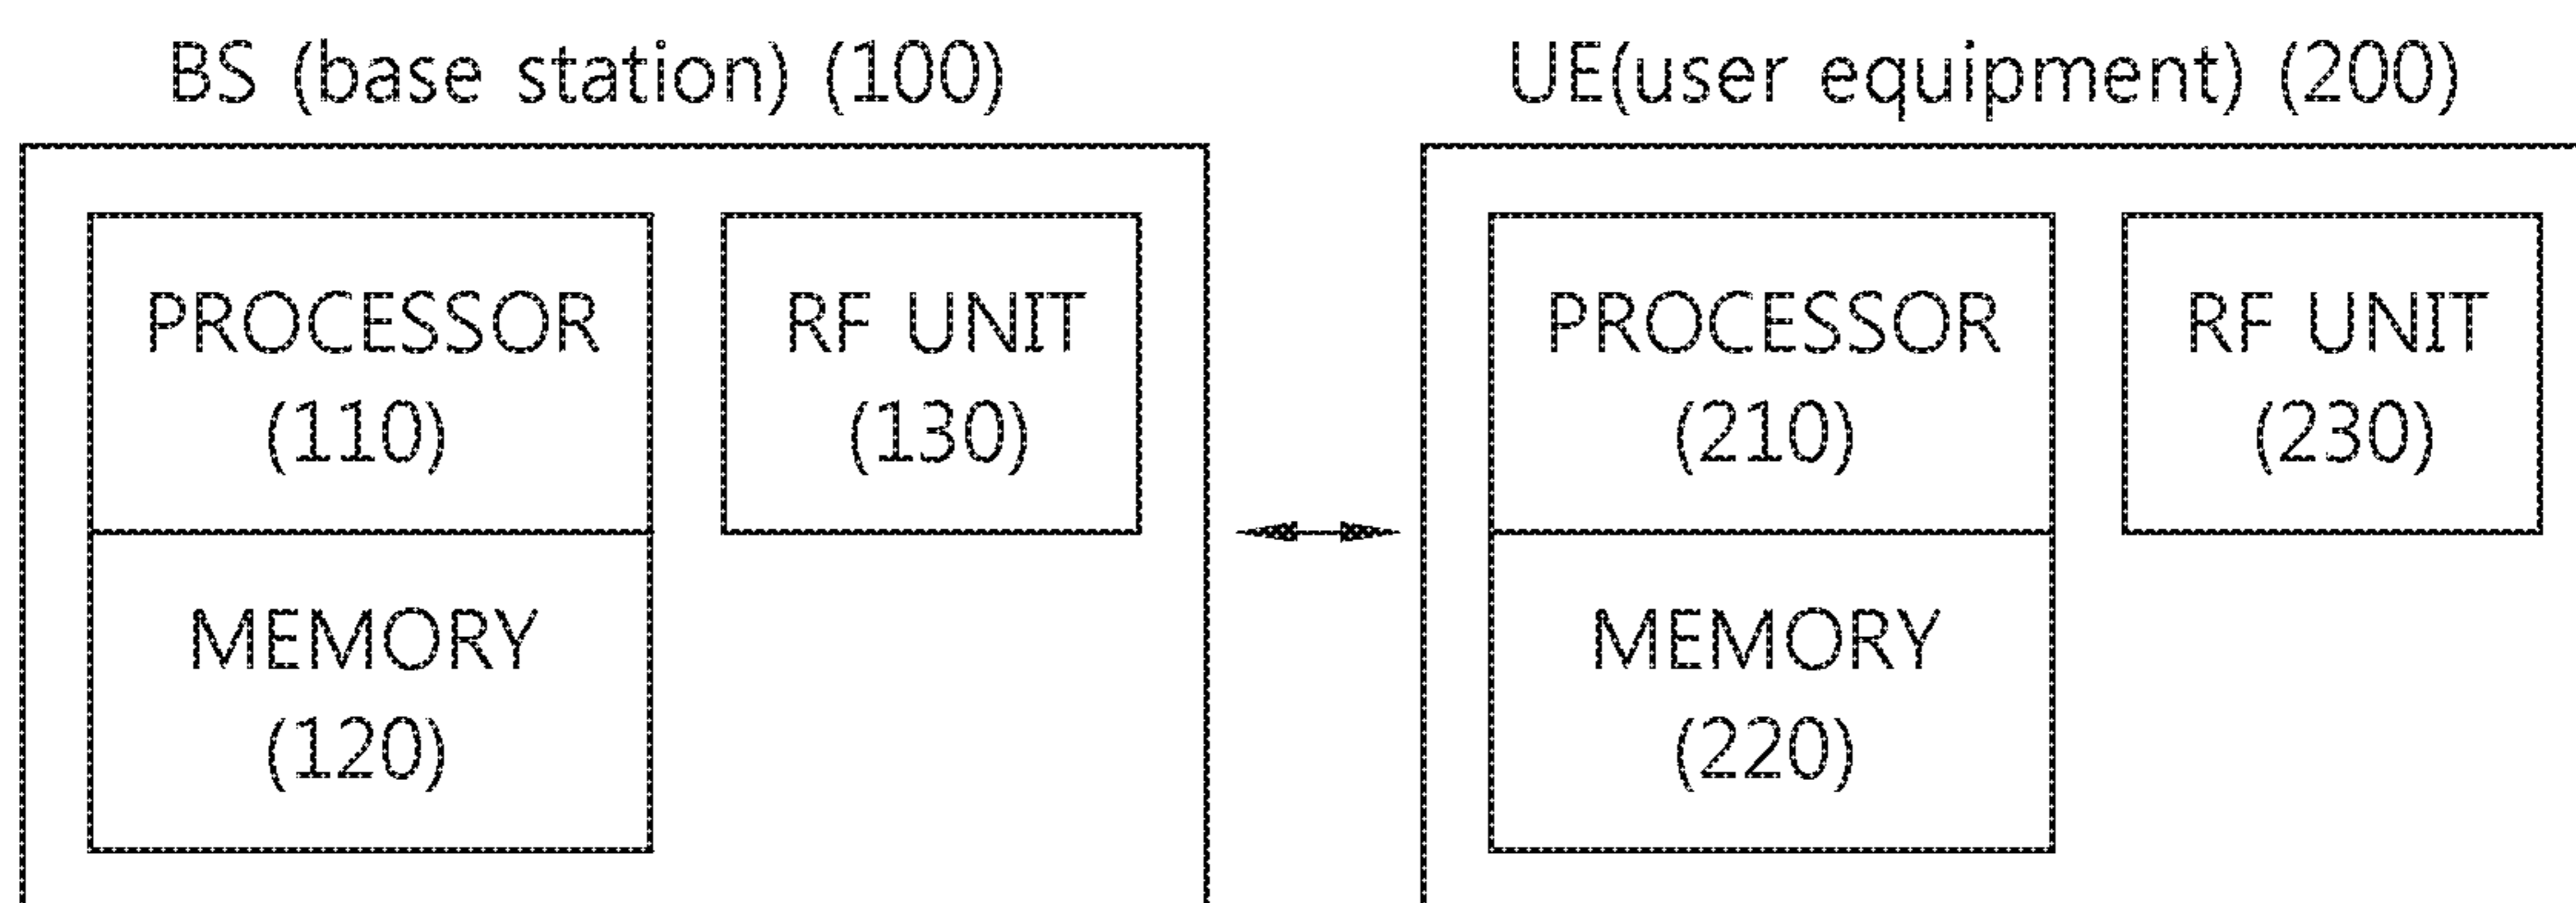 BS (base station) (100)
PROCESSOR
(110)
RF UNIT
(130)
MEMORY
(120)
UE(user equipment) (200)
PROCESSOR
(210)
RF UNIT
(230)
MEMORY
(220)